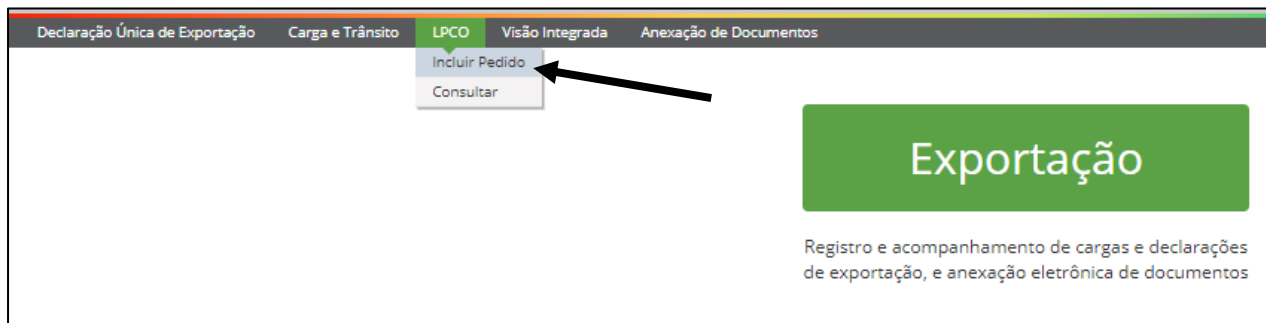 Declaração Única de Exportação Carga e Trânsito LPCO Visão Integrada Anexação de Documentos
Incluir Pedido
Consultar
Exportação
Registro e acompanhamento de cargas e declarações
de exportação, e anexação eletrônica de documentos